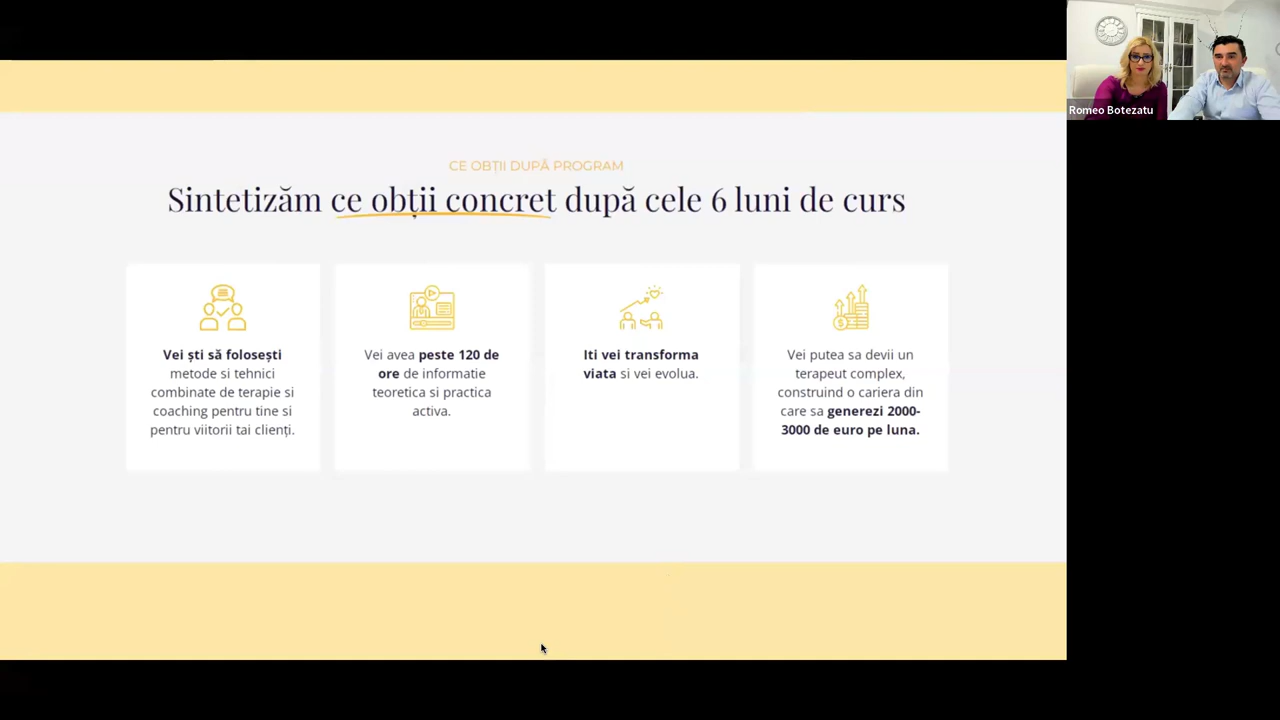 CE OBȚII DUPĂ PROGRAM
Sintetizăm ce obții concret după cele 6 luni de curs
Vei ști să folosești
metode si tehnici
combinate de terapie si
coaching pentru tine si
pentru viitorii tai clienți.
Vei avea peste 120 de
ore de informatie
teoretica si practica
activa.
Iti vei transforma
viata si vei evolua.
Vei putea sa devii un
terapeut complex,
construind o cariera din
care sa generezi 2000-
3000 de euro pe luna.
Romeo Botezatu